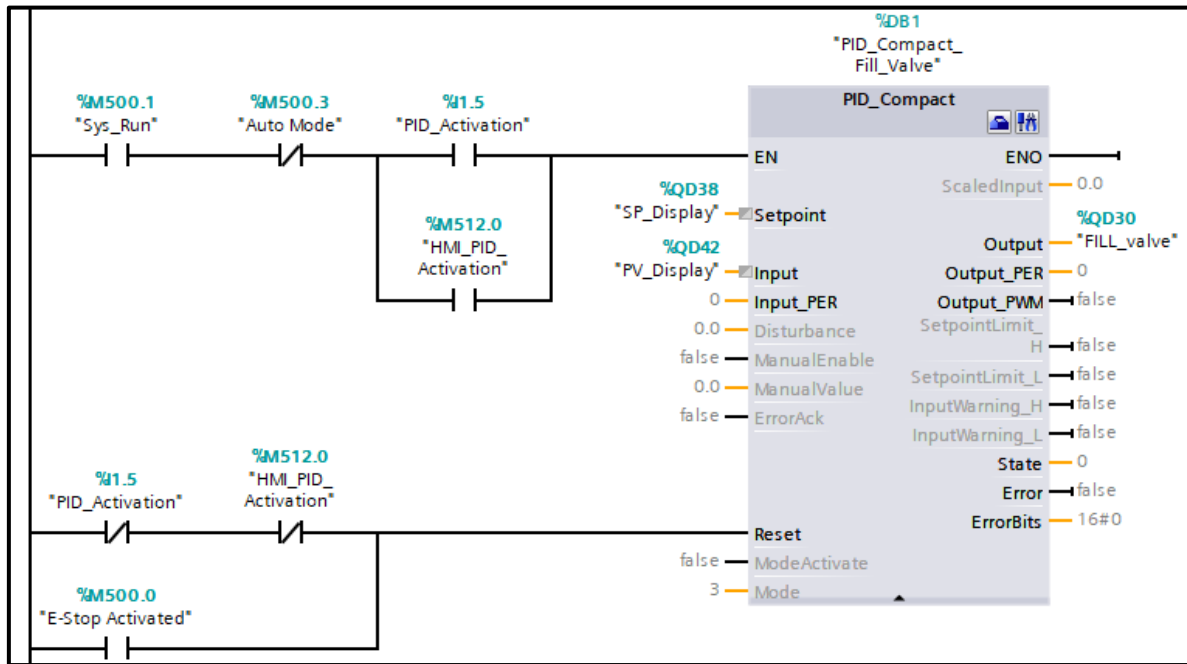 %DB1
"PID_Compact_
Fill_Valve"
PID_Compact
%M500.1
"Sys_Run"
%M500.3
"Auto Mode"
%I1.5
"PID_Activation"
%M512.0
"HMI_PID_
Activation"
EN
ENO
ScaledInput
0.0
%QD38
"SP_Display"
Setpoint
%QD30
Output
"FILL_valve"
%QD42
"PV_Display"
Input
Output_PER
0
0
Input_PER
Output_PWM
false
0.0
Disturbance
SetpointLimit_
H
false
false
ManualEnable
SetpointLimit_L
false
0.0
ManualValue
InputWarning_H
false
false
ErrorAck
InputWarning_L
false
State
0
Error
false
ErrorBits
16#0
%I1.5
"PID_Activation"
%M512.0
"HMI_PID_
Activation"
Reset
false
ModeActivate
3
Mode
%M500.0
"E-Stop Activated"